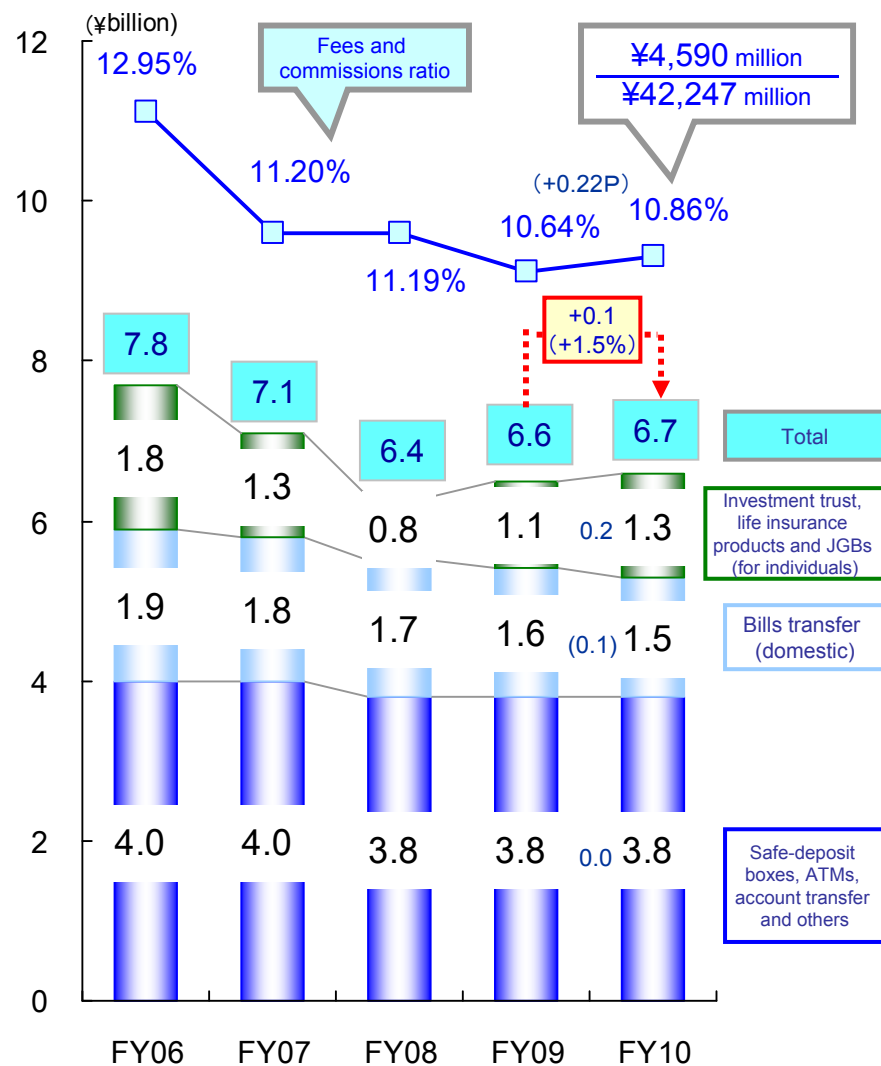 (¥billion)
12
12.95%
Fees and
commissions ratio
¥4,590 million
¥42,247 million
11.20%
(+0.22P)
10
10.64%
10.86%
11.19%
+0.1
(+1.5%)
8
7.8
7.1
6.4
6.6
6.7
Total
1.8
1.3
0.8
1.1
0.2
1.3
Investment trust,
life insurance
products and JGBs
(for individuals)
6
1.9
1.8
1.7
1.6
(0.1)
1.5
Bills transfer
(domestic)
4
4.0
4.0
3.8
3.8
0.0
3.8
Safe-deposit
boxes, ATMs,
account transfer
and others
2
0
FY06
FY07
FY08
FY09
FY10